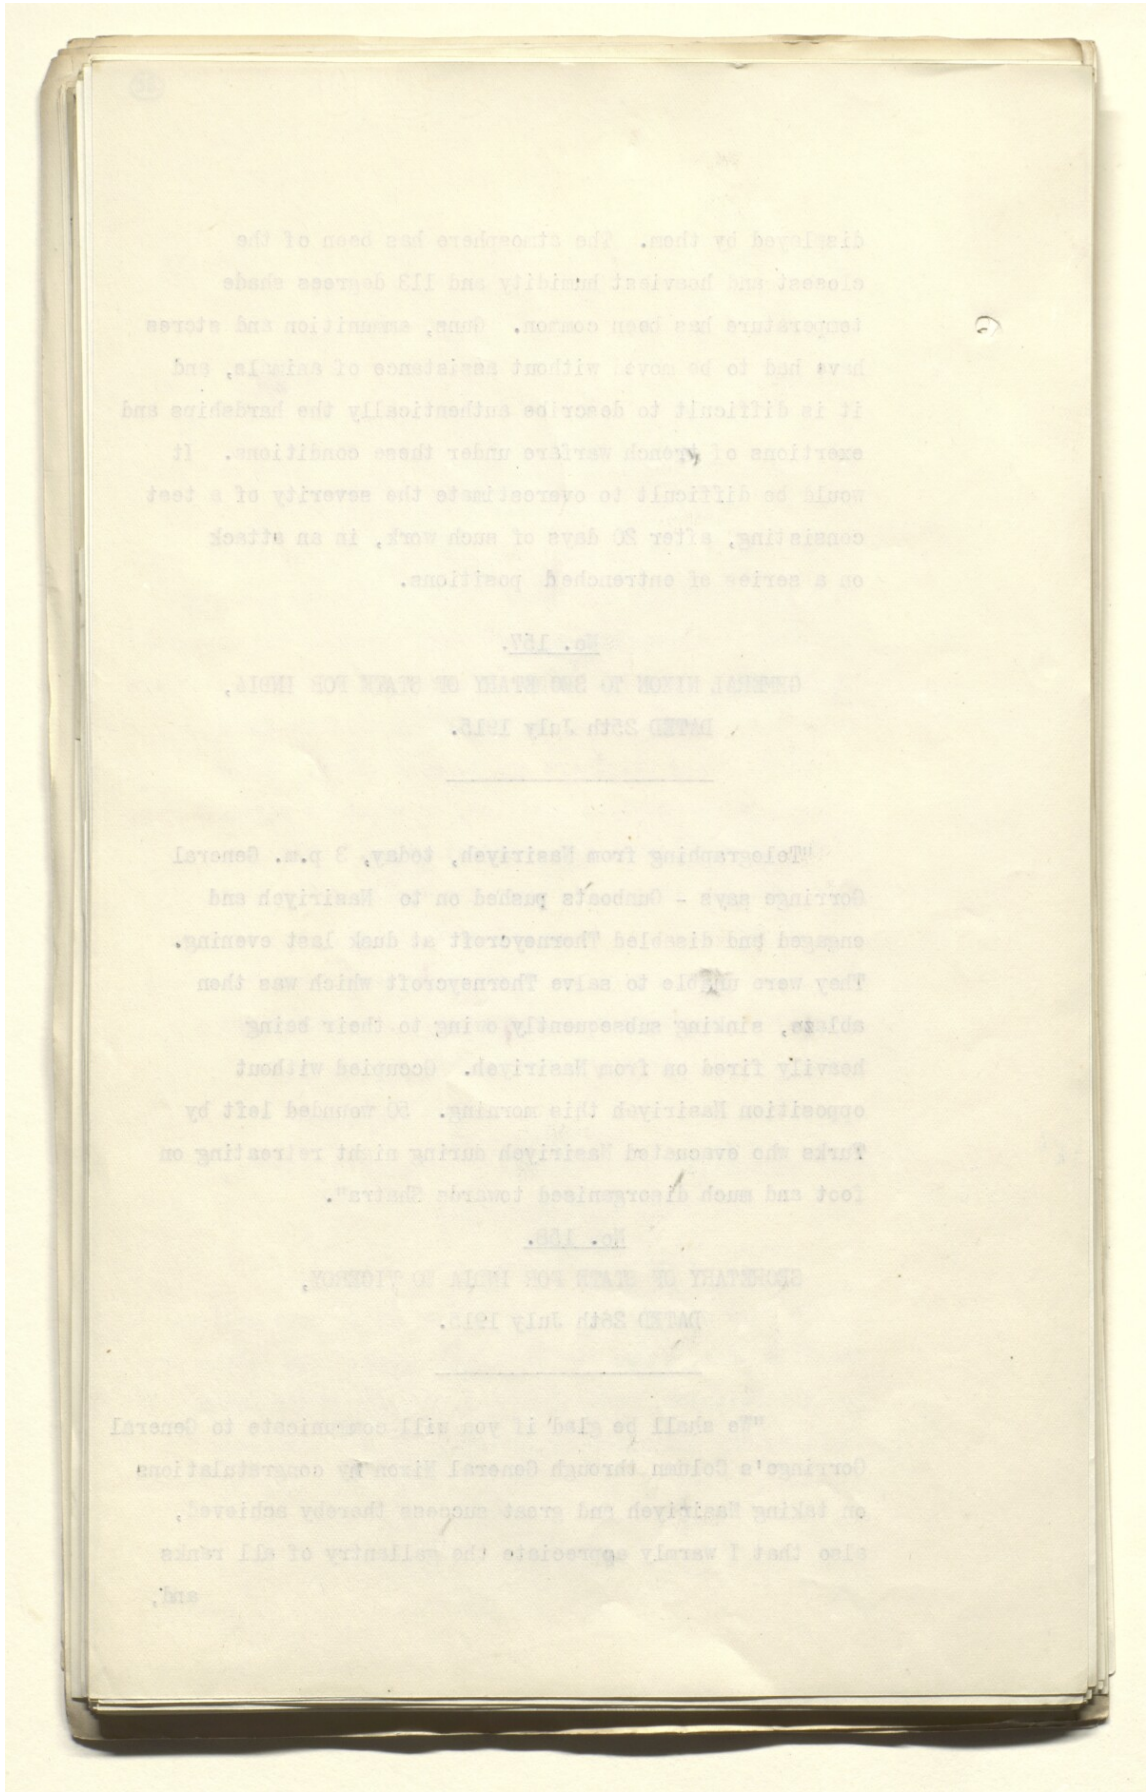 displayed by them. The atmosphere has been of the
closest and heaviest humidity and 113 degrees shade
temperature has been common. Guns, ammunition and stores
have had to be moved without assistance of animals, and
it is difficult to describe authentically the hardships and
exertions of trench warfare under these conditions. It
would be difficult to overestimate the severity of a test
consisting, after 20 days of such work, in an attack
on a series of entrenched positions.
No. 157.
GENERAL NIXON TO SECRETARY OF STATE FOR INDIA,
DATED 25th July 1915.
"Telegraphing from Nasiriyeh, today, 3 p.m. General
Gorringe says - Gunboats pushed on to Nasiriyeh and
engaged and disabled Thorneycroft at dusk last evening.
They were unable to salve Thorneycroft which was then
ablaze, sinking subsequently, owing to their being
heavily fired on from Nasiriyeh. Occupied without
opposition Nasiriyeh this morning. 50 wounded left by
Turks who evacuated Nasiriyeh during night retreating on
foot and much disorganised towards Shatra".
No. 158.
SECRETARY OF STATE FOR INDIA TO VICEROY,
DATED 26th July 1915.
"We shall be glad if you will communicate to General
Gorringe's Column through General Nixon my congratulations
on taking Nasiriyeh and great success thereby achieved,
also that I warmly appreciate the gallantry of all ranks
and,